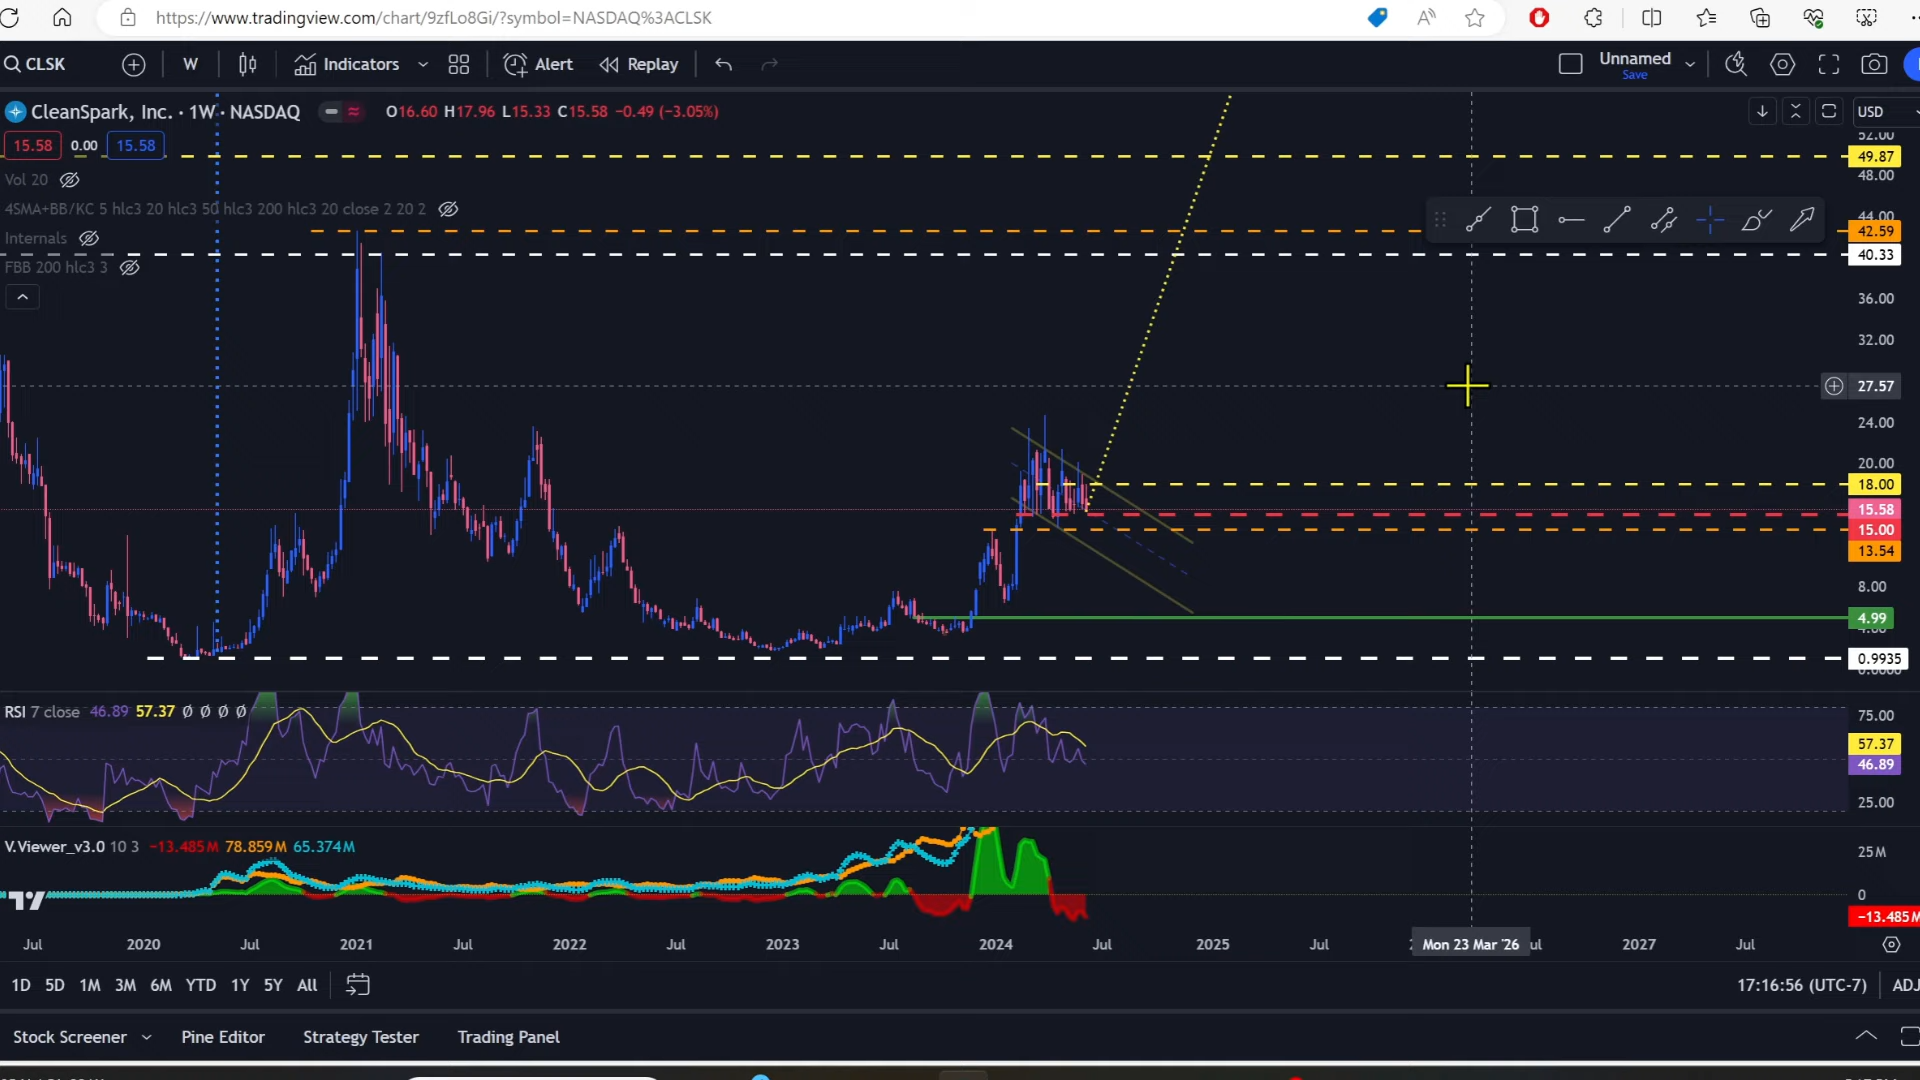 https://www.tradingview.com/chart/9zfLo8Gi/?symbol=NASDAQ%3ACLSK
CLSK
W
Indicators
Alert
Replay
Unnamed
Save
CleanSpark, Inc. · 1W · NASDAQ
O16.60 H17.96 L15.33 C15.58 −0.49 (−3.05%)
USD
15.58 0.00 15.58
Vol 20
4SMA+BB/KC 5 hlc3 20 hlc3 50 hlc3 200 hlc3 20 close 2 20 2
Internals
FBB 200 hlc3 3
52.00
49.87
48.00
44.00
42.59
40.33
36.00
32.00
27.57
24.00
20.00
18.00
15.58
15.00
13.54
8.00
4.99
4.00
0.9935
0.0000
RSI 7 close 46.89 57.37 Ø Ø Ø Ø
75.00
57.37
46.89
25.00
V.Viewer_v3.0 10 3 −13.485M 78.859M 65.374M
25M
0
−13.485M
Jul 2020 Jul 2021 Jul 2022 Jul 2023 Jul 2024 Jul 2025 Jul Mon 23 Mar '26 ul 2027 Jul
1D 5D 1M 3M 6M YTD 1Y 5Y All
17:16:56 (UTC-7)
ADJ
Stock Screener
Pine Editor
Strategy Tester
Trading Panel